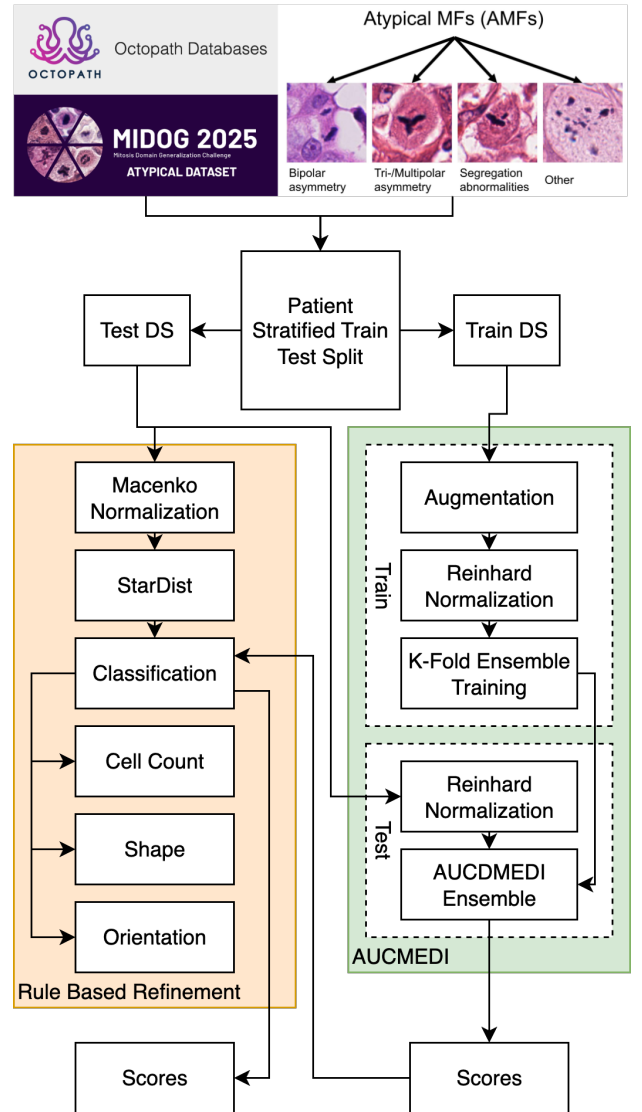 OCTOPATH
Octopath Databases
MIDOG 2025
Mitosis Domain Generalization Challenge
ATYPICAL DATASET
Atypical MFs (AMFs)
Bipolar
asymmetry
Tri-/Multipolar
asymmetry
Segregation
abnormalities
Other
Patient
Stratified Train
Test Split
Test DS
Train DS
Macenko
Normalization
StarDist
Classification
Cell Count
Shape
Orientation
Rule Based Refinement
Scores
Train
Augmentation
Reinhard
Normalization
K-Fold Ensemble
Training
Test
Reinhard
Normalization
AUCDMEDI
Ensemble
AUCMEDI
Scores